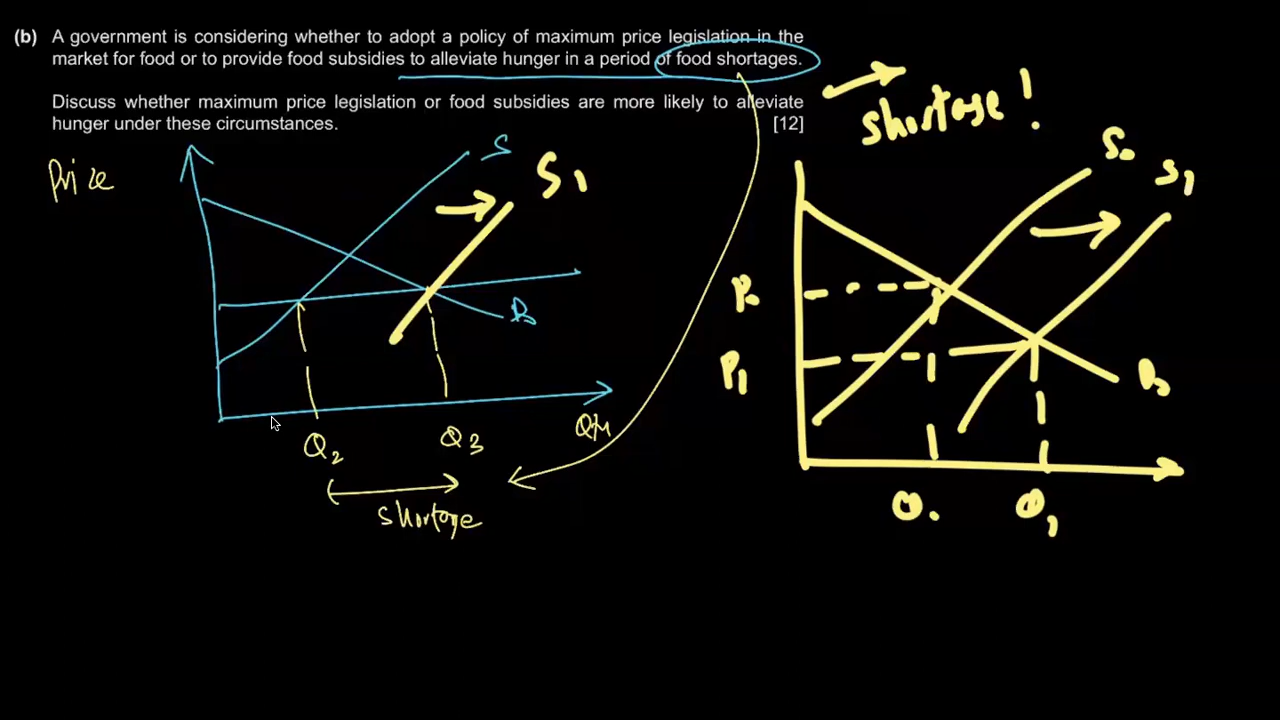 (b) A government is considering whether to adopt a policy of maximum price legislation in the
market for food or to provide food subsidies to alleviate hunger in a period of food shortages.
Discuss whether maximum price legislation or food subsidies are more likely to alleviate
hunger under these circumstances. [12]
shortage!
Price
S
S1
S0
S1
P0
P1
Q2
Q3
Qty
shortage